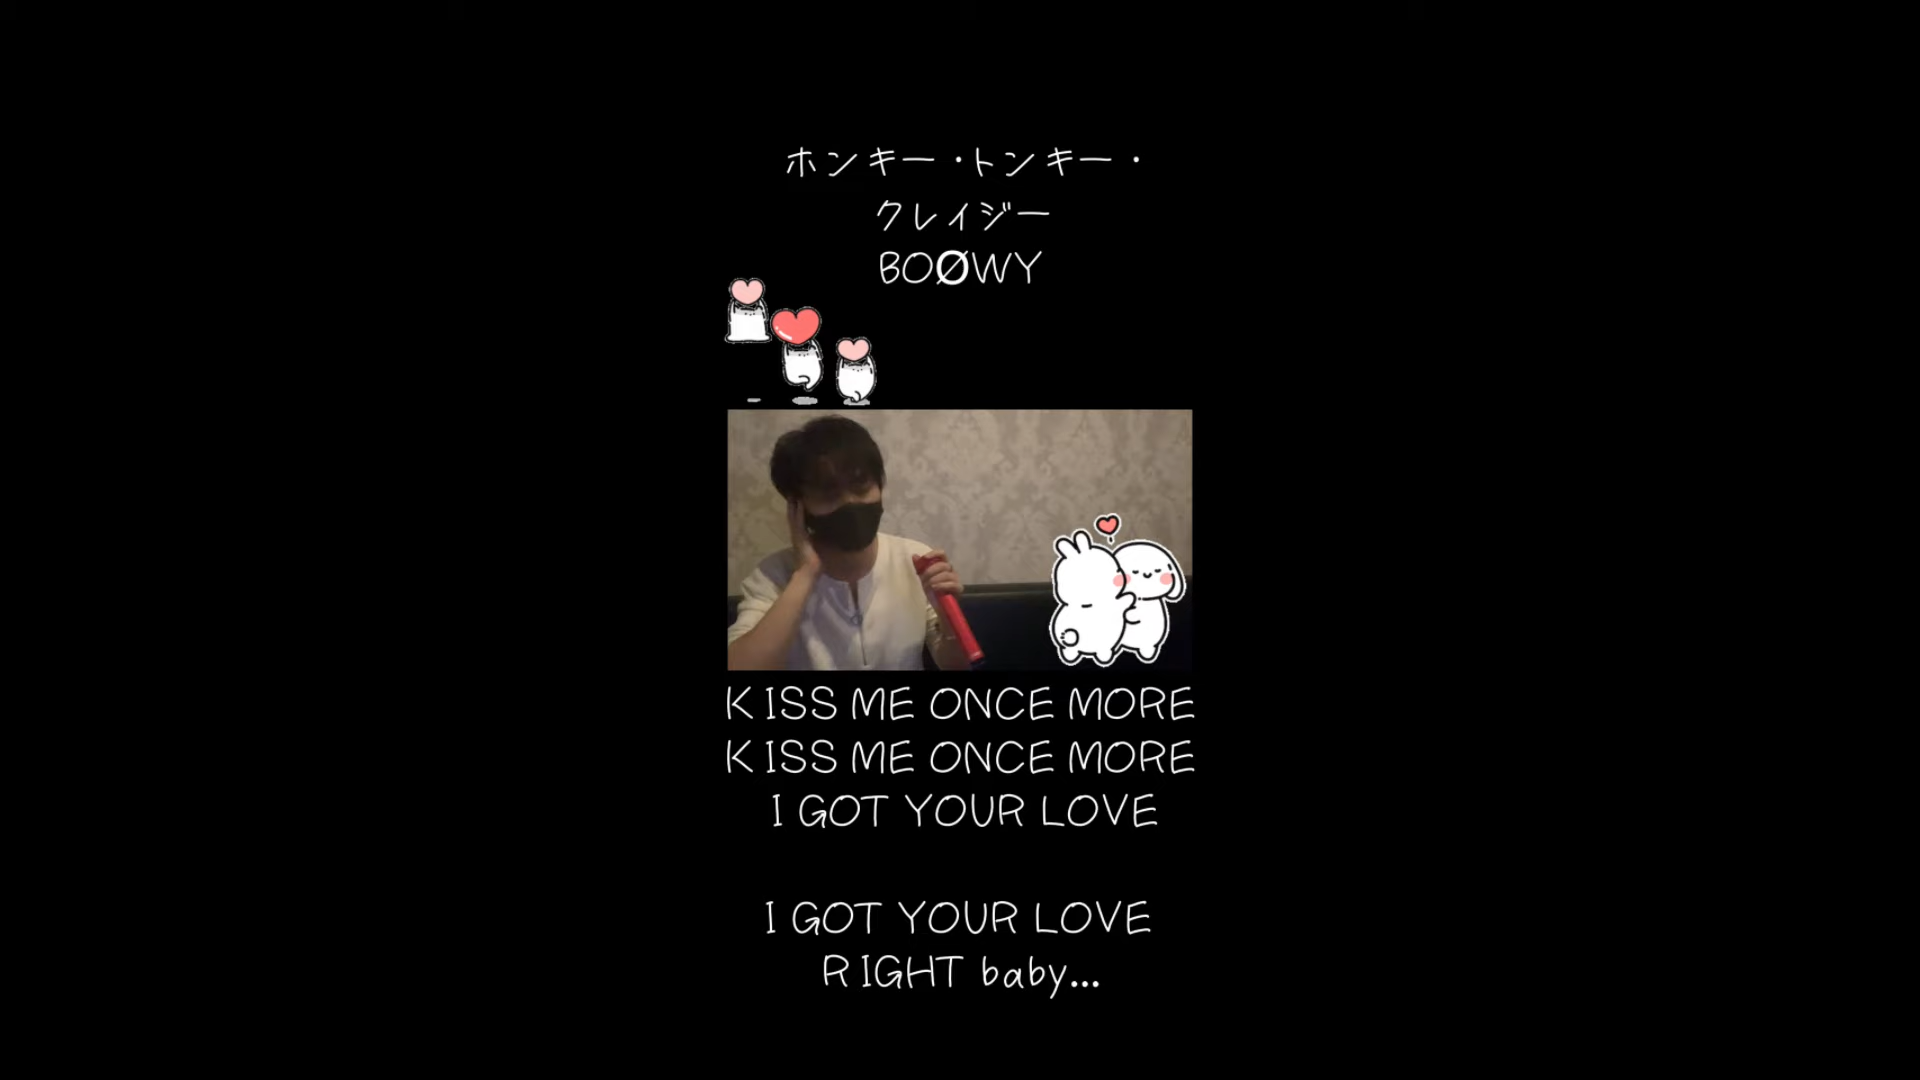 ホンキー・トンキー・
クレイジー
BOØWY
KISS ME ONCE MORE
KISS ME ONCE MORE
I GOT YOUR LOVE
I GOT YOUR LOVE
RIGHT baby...